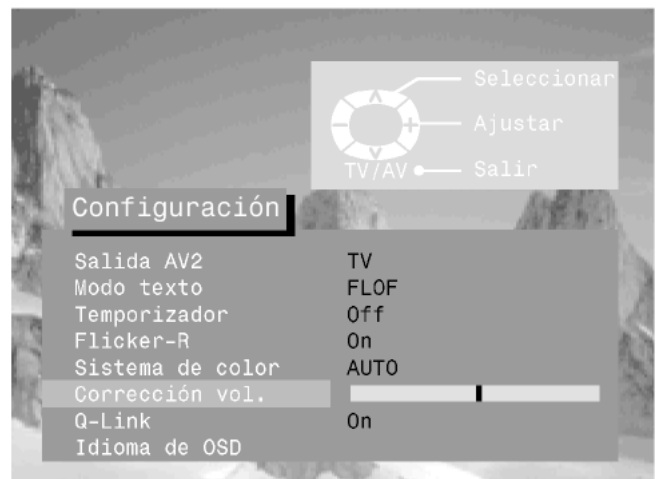 Seleccionar
Ajustar
TV/AV Salir
Configuración
Salida AV2 TV
Modo texto FLOF
Temporizador Off
Flicker-R On
Sistema de color AUTO
Corrección vol.
Q-Link On
Idioma de OSD